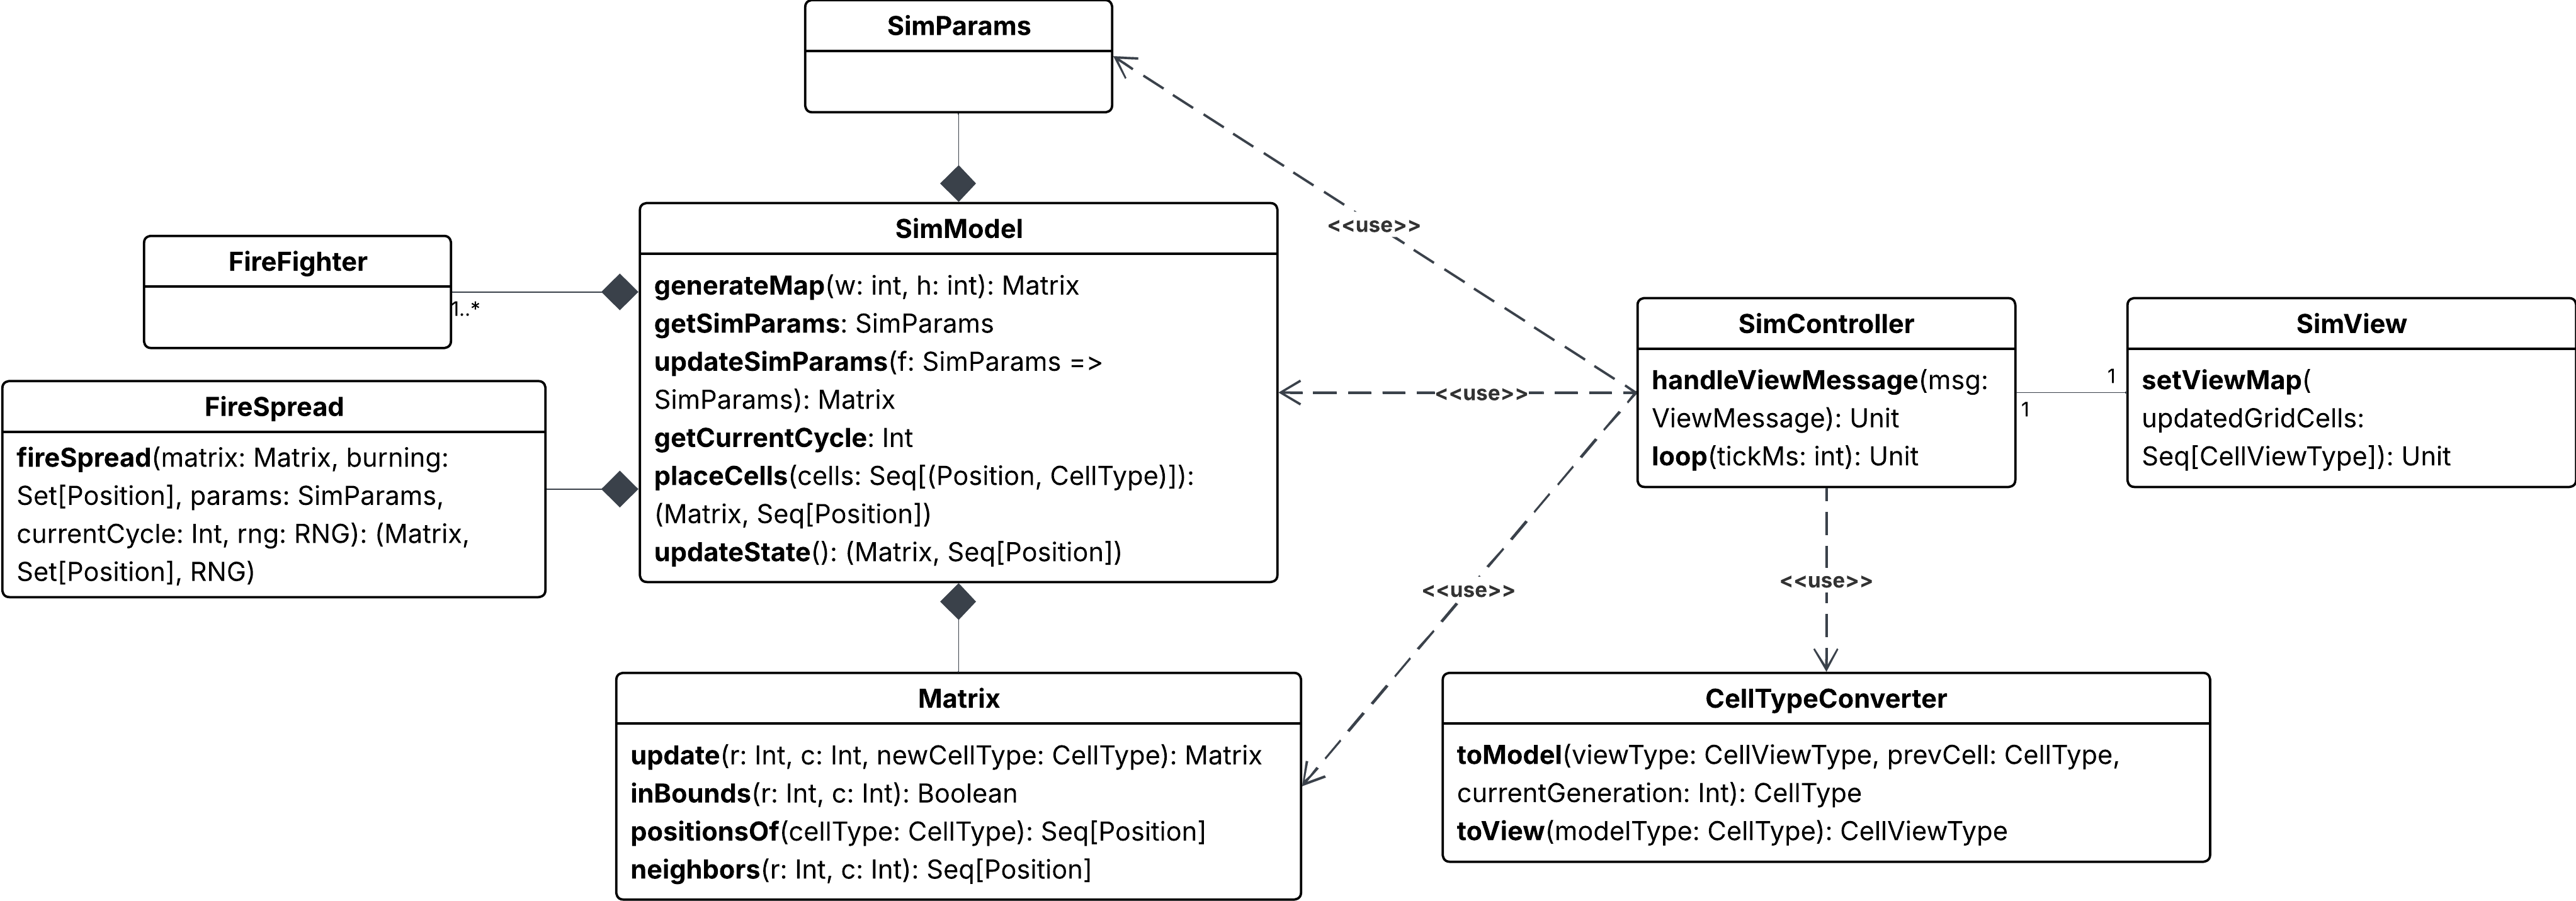 SimParams
<<use>>
SimModel
generateMap(w: int, h: int): Matrix
getSimParams: SimParams
updateSimParams(f: SimParams =>
SimParams): Matrix
getCurrentCycle: Int
placeCells(cells: Seq[(Position, CellType)]):
(Matrix, Seq[Position])
updateState(): (Matrix, Seq[Position])
FireFighter
1..*
FireSpread
fireSpread(matrix: Matrix, burning:
Set[Position], params: SimParams,
currentCycle: Int, rng: RNG): (Matrix,
Set[Position], RNG)
<<use>>
SimController
handleViewMessage(msg:
ViewMessage): Unit
loop(tickMs: int): Unit
1
1
SimView
setViewMap(
updatedGridCells:
Seq[CellViewType]): Unit
<<use>>
<<use>>
Matrix
update(r: Int, c: Int, newCellType: CellType): Matrix
inBounds(r: Int, c: Int): Boolean
positionsOf(cellType: CellType): Seq[Position]
neighbors(r: Int, c: Int): Seq[Position]
CellTypeConverter
toModel(viewType: CellViewType, prevCell: CellType,
currentGeneration: Int): CellType
toView(modelType: CellType): CellViewType